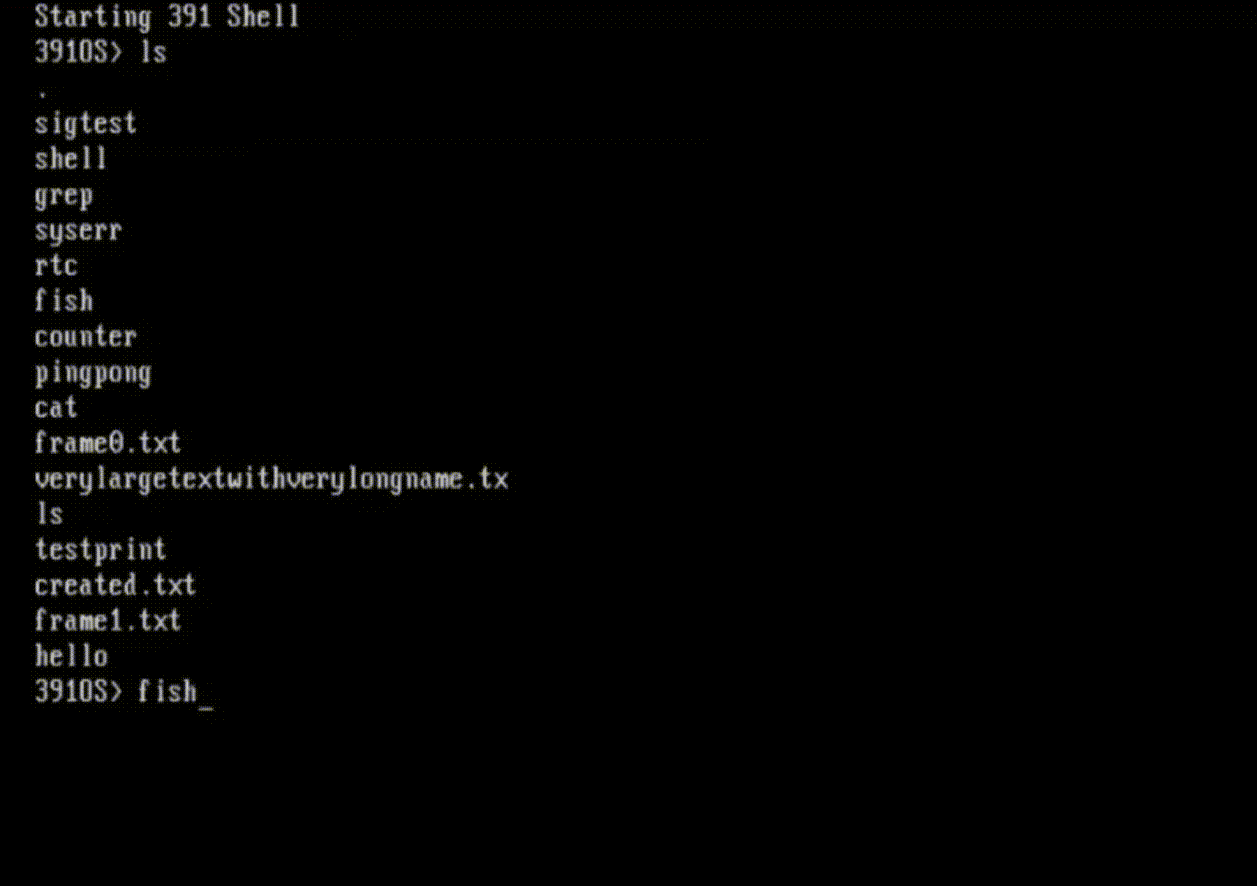 Starting 391 Shell
391OS> ls
.
sigtest
shell
grep
syserr
rtc
fish
counter
pingpong
cat
frame0.txt
verylargetextwithverylongname.tx
ls
testprint
created.txt
frame1.txt
hello
391OS> fish_